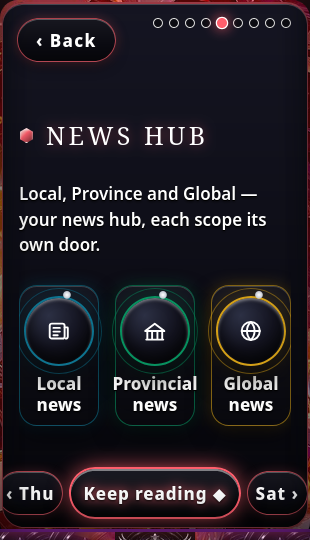 ‹ Back
NEWS HUB
Local, Province and Global —
your news hub, each scope its
own door.
Local
news
Provincial
news
Global
news
‹ Thu
Keep reading ◆
Sat ›